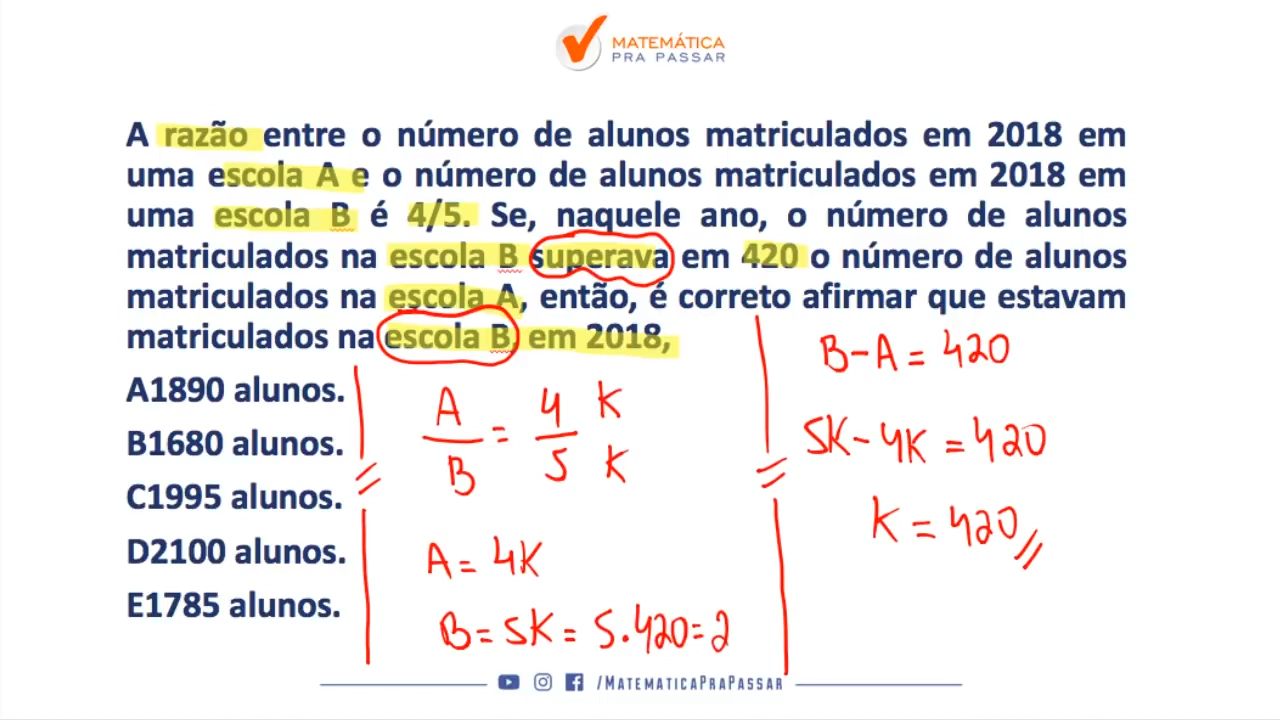 MATEMÁTICA
PRA PASSAR
A razão entre o número de alunos matriculados em 2018 em
uma escola A e o número de alunos matriculados em 2018 em
uma escola B é 4/5. Se, naquele ano, o número de alunos
matriculados na escola B superava em 420 o número de alunos
matriculados na escola A, então, é correto afirmar que estavam
matriculados na escola B, em 2018,
A1890 alunos.
B1680 alunos.
C1995 alunos.
D2100 alunos.
E1785 alunos.
A/B = 4K/5K
A = 4K
B = 5K = 5.420 = 2
B - A = 420
5K - 4K = 420
K = 420
/MATEMATICAPRAPASSAR